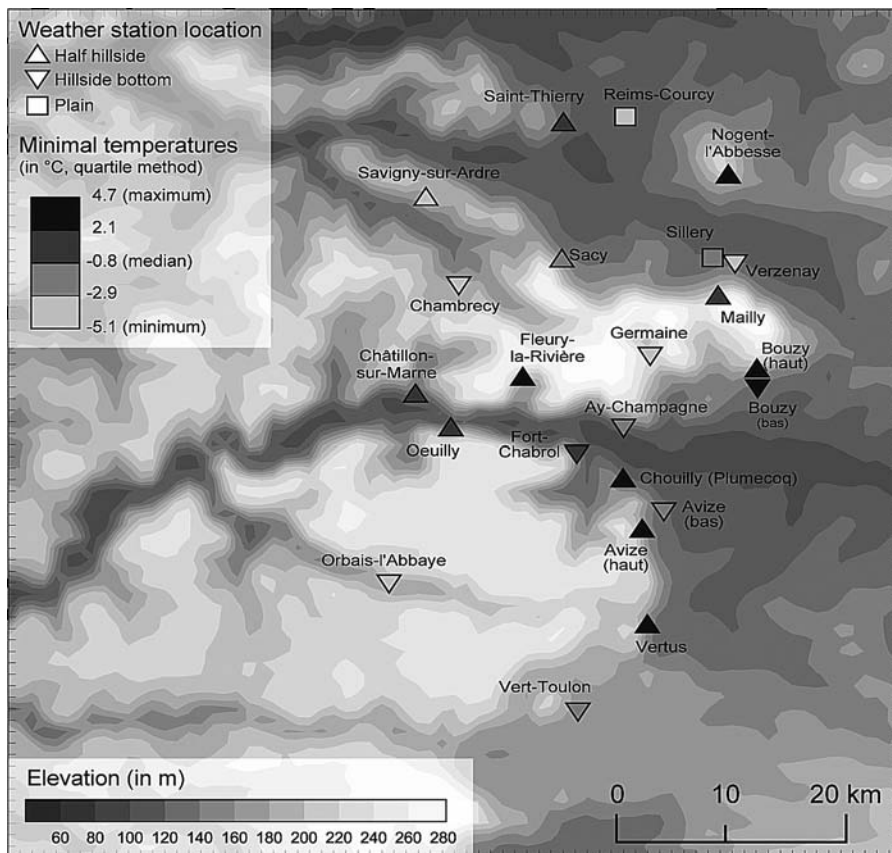 Weather station location
Half hillside
Hillside bottom
Plain
Minimal temperatures
(in °C, quartile method)
4.7 (maximum)
2.1
-0.8 (median)
-2.9
-5.1 (minimum)
Saint-Thierry
Reims-Courcy
Nogent-
l'Abbesse
Savigny-sur-Ardre
Sacy
Sillery
Verzenay
Chambrecy
Mailly
Fleury-
la-Rivière
Germaine
Bouzy
(haut)
Châtillon-
sur-Marne
Ay-Champagne
Bouzy
(bas)
Oeuilly
Fort-
Chabrol
Chouilly (Plumecoq)
Avize
(bas)
Avize
(haut)
Orbais-l'Abbaye
Vertus
Vert-Toulon
Elevation (in m)
60 80 100 120 140 160 180 200 220 240 260 280
0 10 20 km